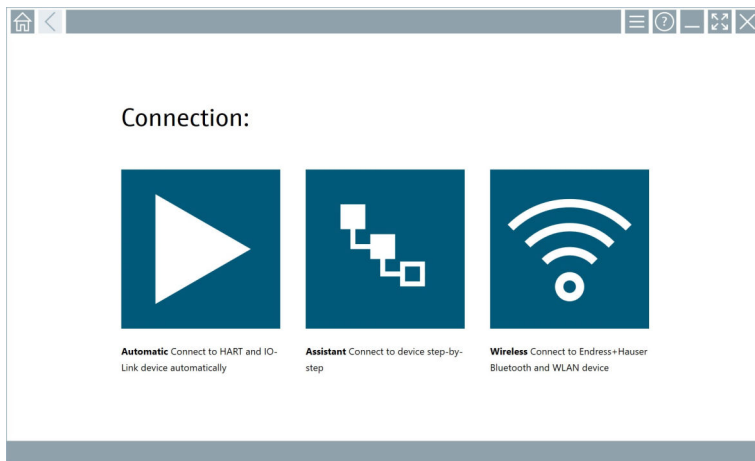 Connection:
Automatic Connect to HART and IO-
Link device automatically
Assistant Connect to device step-by-
step
Wireless Connect to Endress+Hauser
Bluetooth and WLAN device